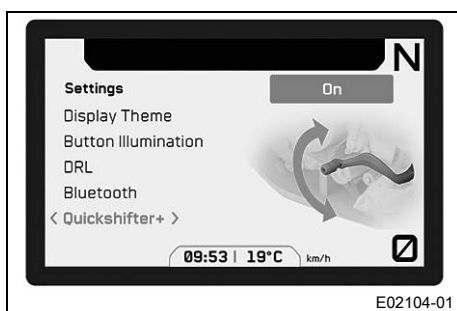 N
Settings
On
Display Theme
Button Illumination
DRL
Bluetooth
< Quickshifter+ >
09:53 | 19°C km/h
0
E02104-01